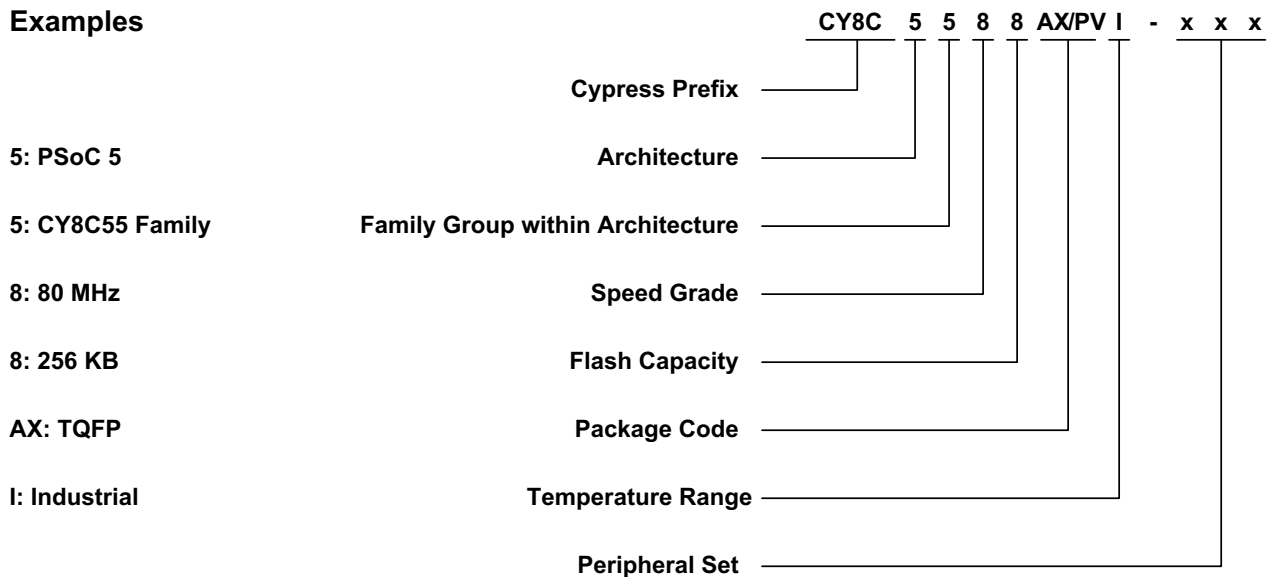 Examples CY8C 5 5 8 8 AX/PV I - x x x
Cypress Prefix
5: PSoC 5 Architecture
5: CY8C55 Family Family Group within Architecture
8: 80 MHz Speed Grade
8: 256 KB Flash Capacity
AX: TQFP Package Code
I: Industrial Temperature Range
Peripheral Set